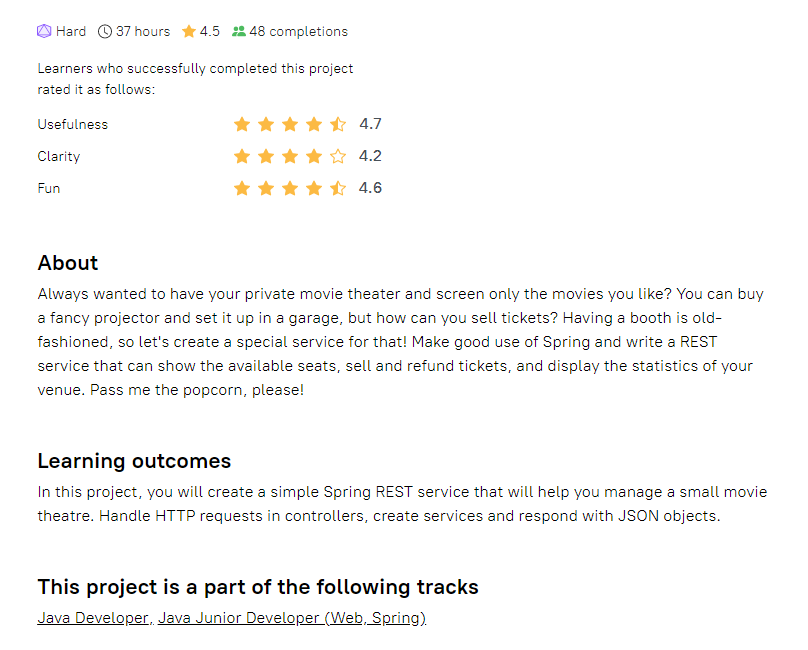 Hard 37 hours 4.5 48 completions
Learners who successfully completed this project
rated it as follows:
Usefulness 4.7
Clarity 4.2
Fun 4.6
About
Always wanted to have your private movie theater and screen only the movies you like? You can buy
a fancy projector and set it up in a garage, but how can you sell tickets? Having a booth is old-
fashioned, so let's create a special service for that! Make good use of Spring and write a REST
service that can show the available seats, sell and refund tickets, and display the statistics of your
venue. Pass me the popcorn, please!
Learning outcomes
In this project, you will create a simple Spring REST service that will help you manage a small movie
theatre. Handle HTTP requests in controllers, create services and respond with JSON objects.
This project is a part of the following tracks
Java Developer, Java Junior Developer (Web, Spring)